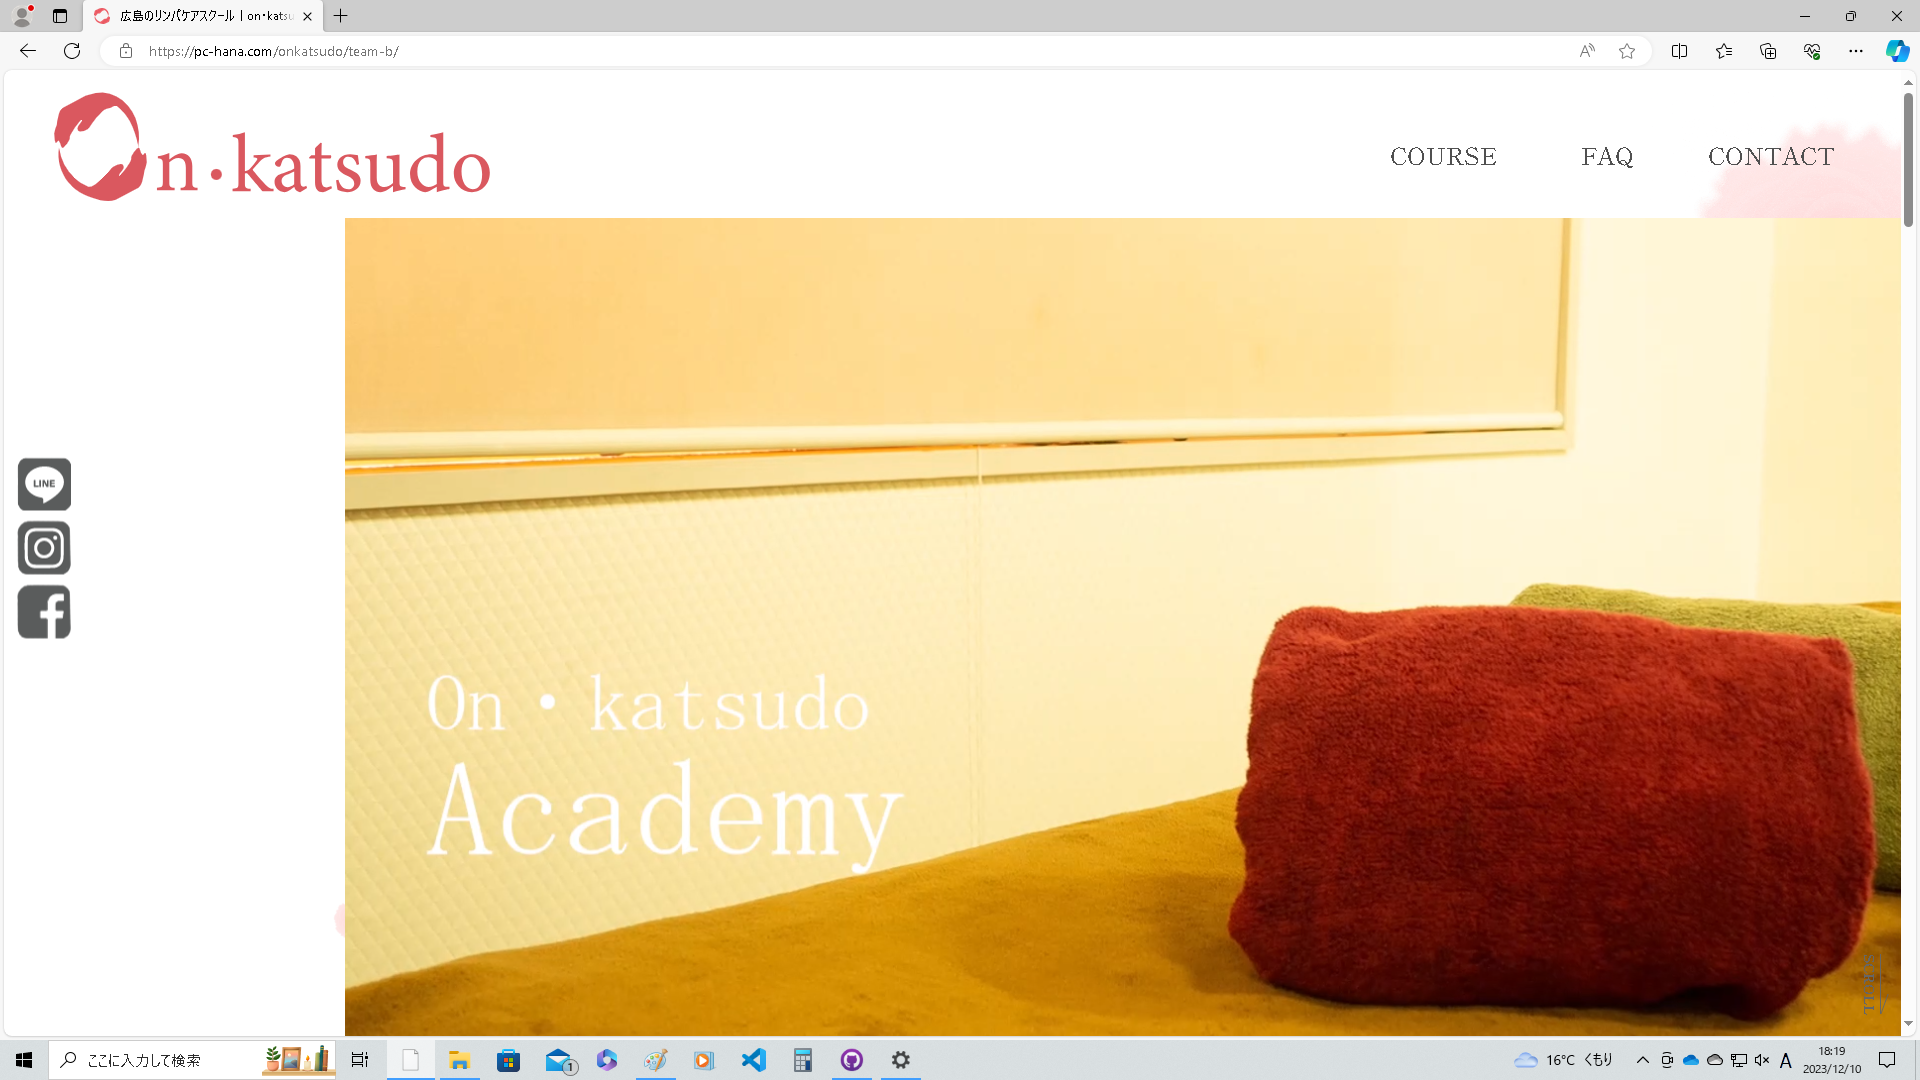 広島のリンパケアスクール | on・katsu
https://pc-hana.com/onkatsudo/team-b/
On・katsudo
COURSE
FAQ
CONTACT
LINE
On・katsudo
Academy
SCROLL
ここに入力して検索
1
16°C くもり
A
18:19
2023/12/10